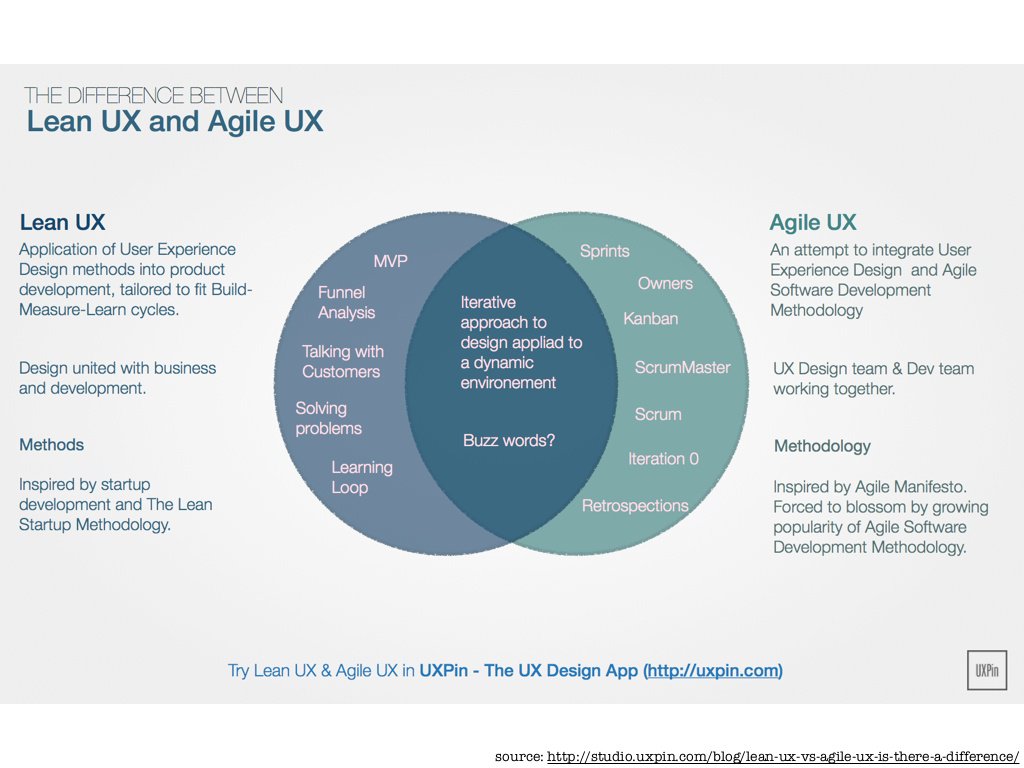 THE DIFFERENCE BETWEEN
Lean UX and Agile UX
Lean UX
Application of User Experience
Design methods into product
development, tailored to fit Build-
Measure-Learn cycles.
Design united with business
and development.
Methods
Inspired by startup
development and The Lean
Startup Methodology.
MVP
Funnel
Analysis
Talking with
Customers
Solving
problems
Learning
Loop
Iterative
approach to
design appliad to
a dynamic
environement
Buzz words?
Sprints
Owners
Kanban
ScrumMaster
Scrum
Iteration 0
Retrospections
Agile UX
An attempt to integrate User
Experience Design and Agile
Software Development
Methodology
UX Design team & Dev team
working together.
Methodology
Inspired by Agile Manifesto.
Forced to blossom by growing
popularity of Agile Software
Development Methodology.
Try Lean UX & Agile UX in UXPin - The UX Design App (http://uxpin.com)
UXPin
source: http://studio.uxpin.com/blog/lean-ux-vs-agile-ux-is-there-a-difference/